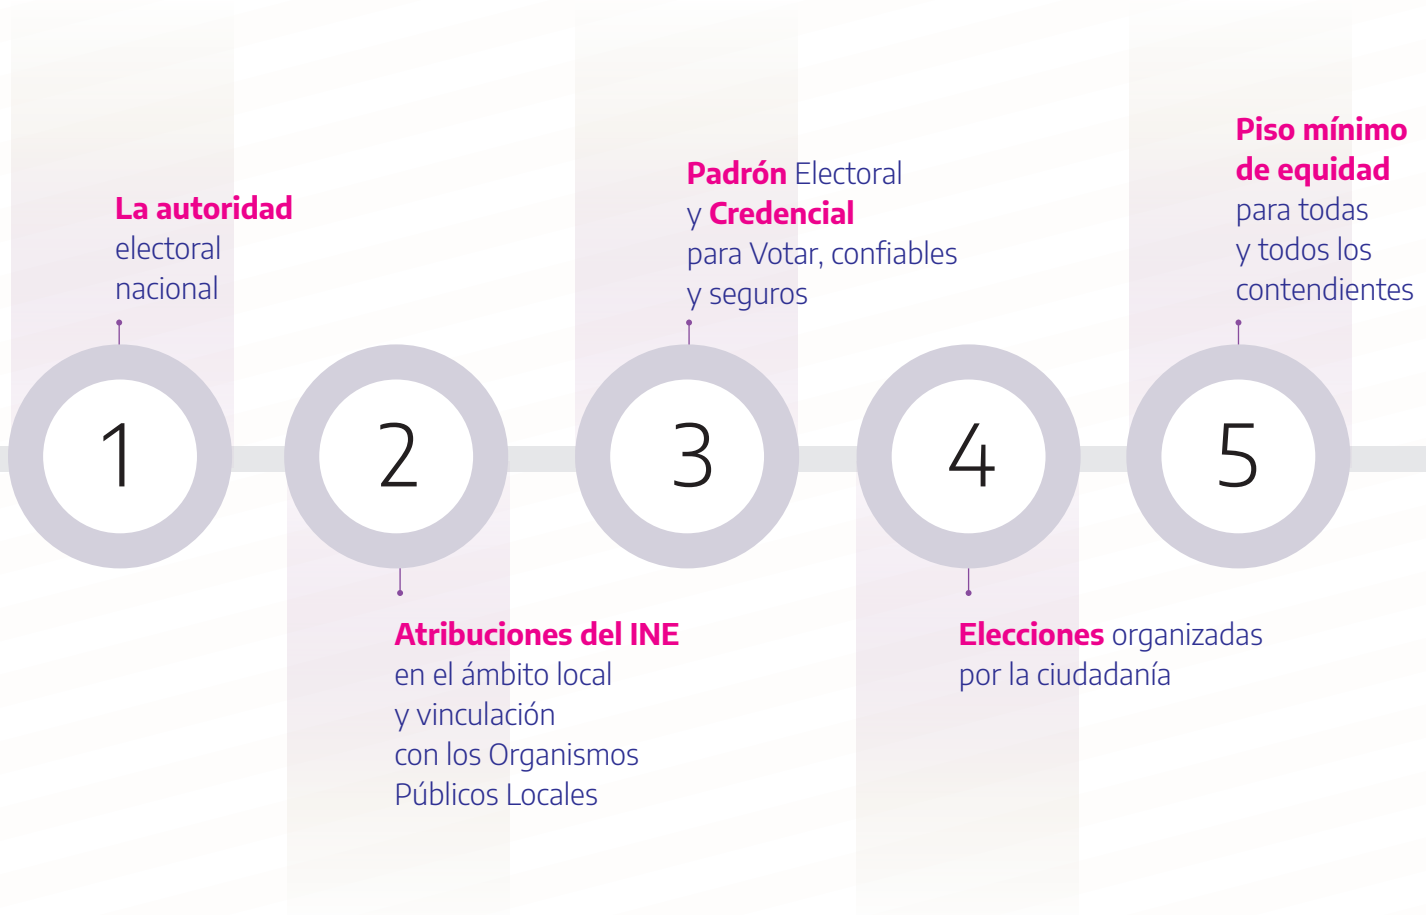 1
La autoridad
electoral
nacional
2
Atribuciones del INE
en el ámbito local
y vinculación
con los Organismos
Públicos Locales
3
Padrón Electoral
y Credencial
para Votar, confiables
y seguros
4
Elecciones organizadas
por la ciudadanía
5
Piso mínimo
de equidad
para todas
y todos los
contendientes